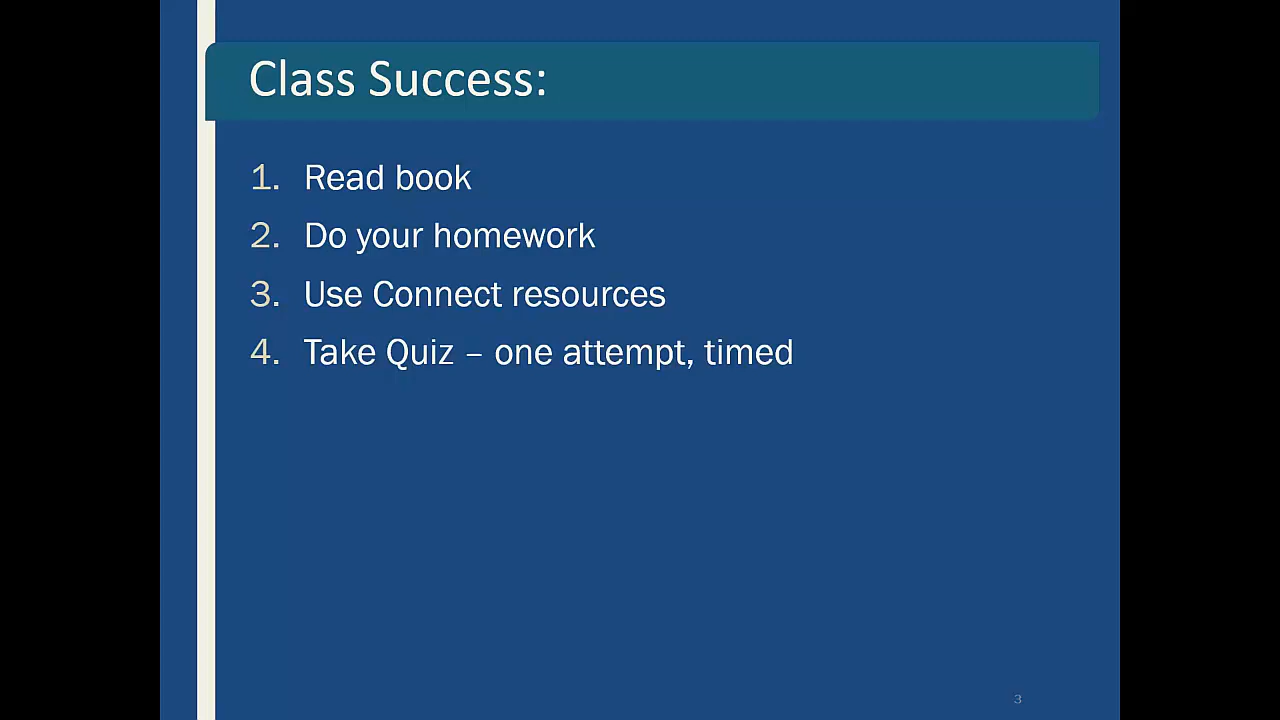 Class Success:
1. Read book
2. Do your homework
3. Use Connect resources
4. Take Quiz – one attempt, timed
3